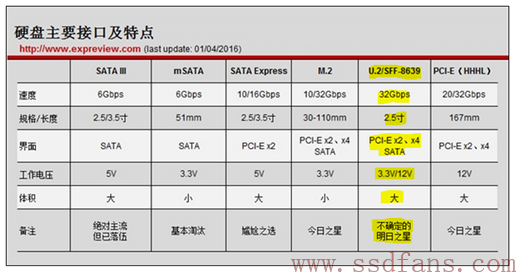 硬盘主要接口及特点
http://www.expreview.com (last update: 01/04/2016)
SATA III mSATA SATA Express M.2 U.2/SFF-8639 PCI-E（HHHL）
速度 6Gbps 6Gbps 10/16Gbps 10/32Gbps 32Gbps 20/32Gbps
规格/长度 2.5/3.5寸 51mm 2.5/3.5寸 30-110mm 2.5寸 167mm
界面 SATA SATA PCI-E x2 PCI-E x2、x4 SATA PCI-E x2、x4 SATA PCI-E x2、x4
工作电压 5V 3.3V 5V 3.3V 3.3V/12V 12V
体积 大 小 大 小 大 大
备注 绝对主流 但已落伍 基本淘汰 尴尬之选 今日之星 不确定的 明日之星 今日之星
www.ssdfans.com